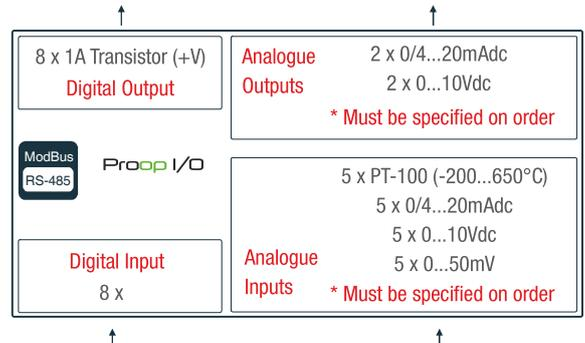 8 x 1A Transistor (+V)
Digital Output
Analogue
Outputs
2 x 0/4...20mAdc
2 x 0...10Vdc
* Must be specified on order
ModBus
RS-485
Proop I/O
Digital Input
8 x
Analogue
Inputs
5 x PT-100 (-200...650°C)
5 x 0/4...20mAdc
5 x 0...10Vdc
5 x 0...50mV
* Must be specified on order